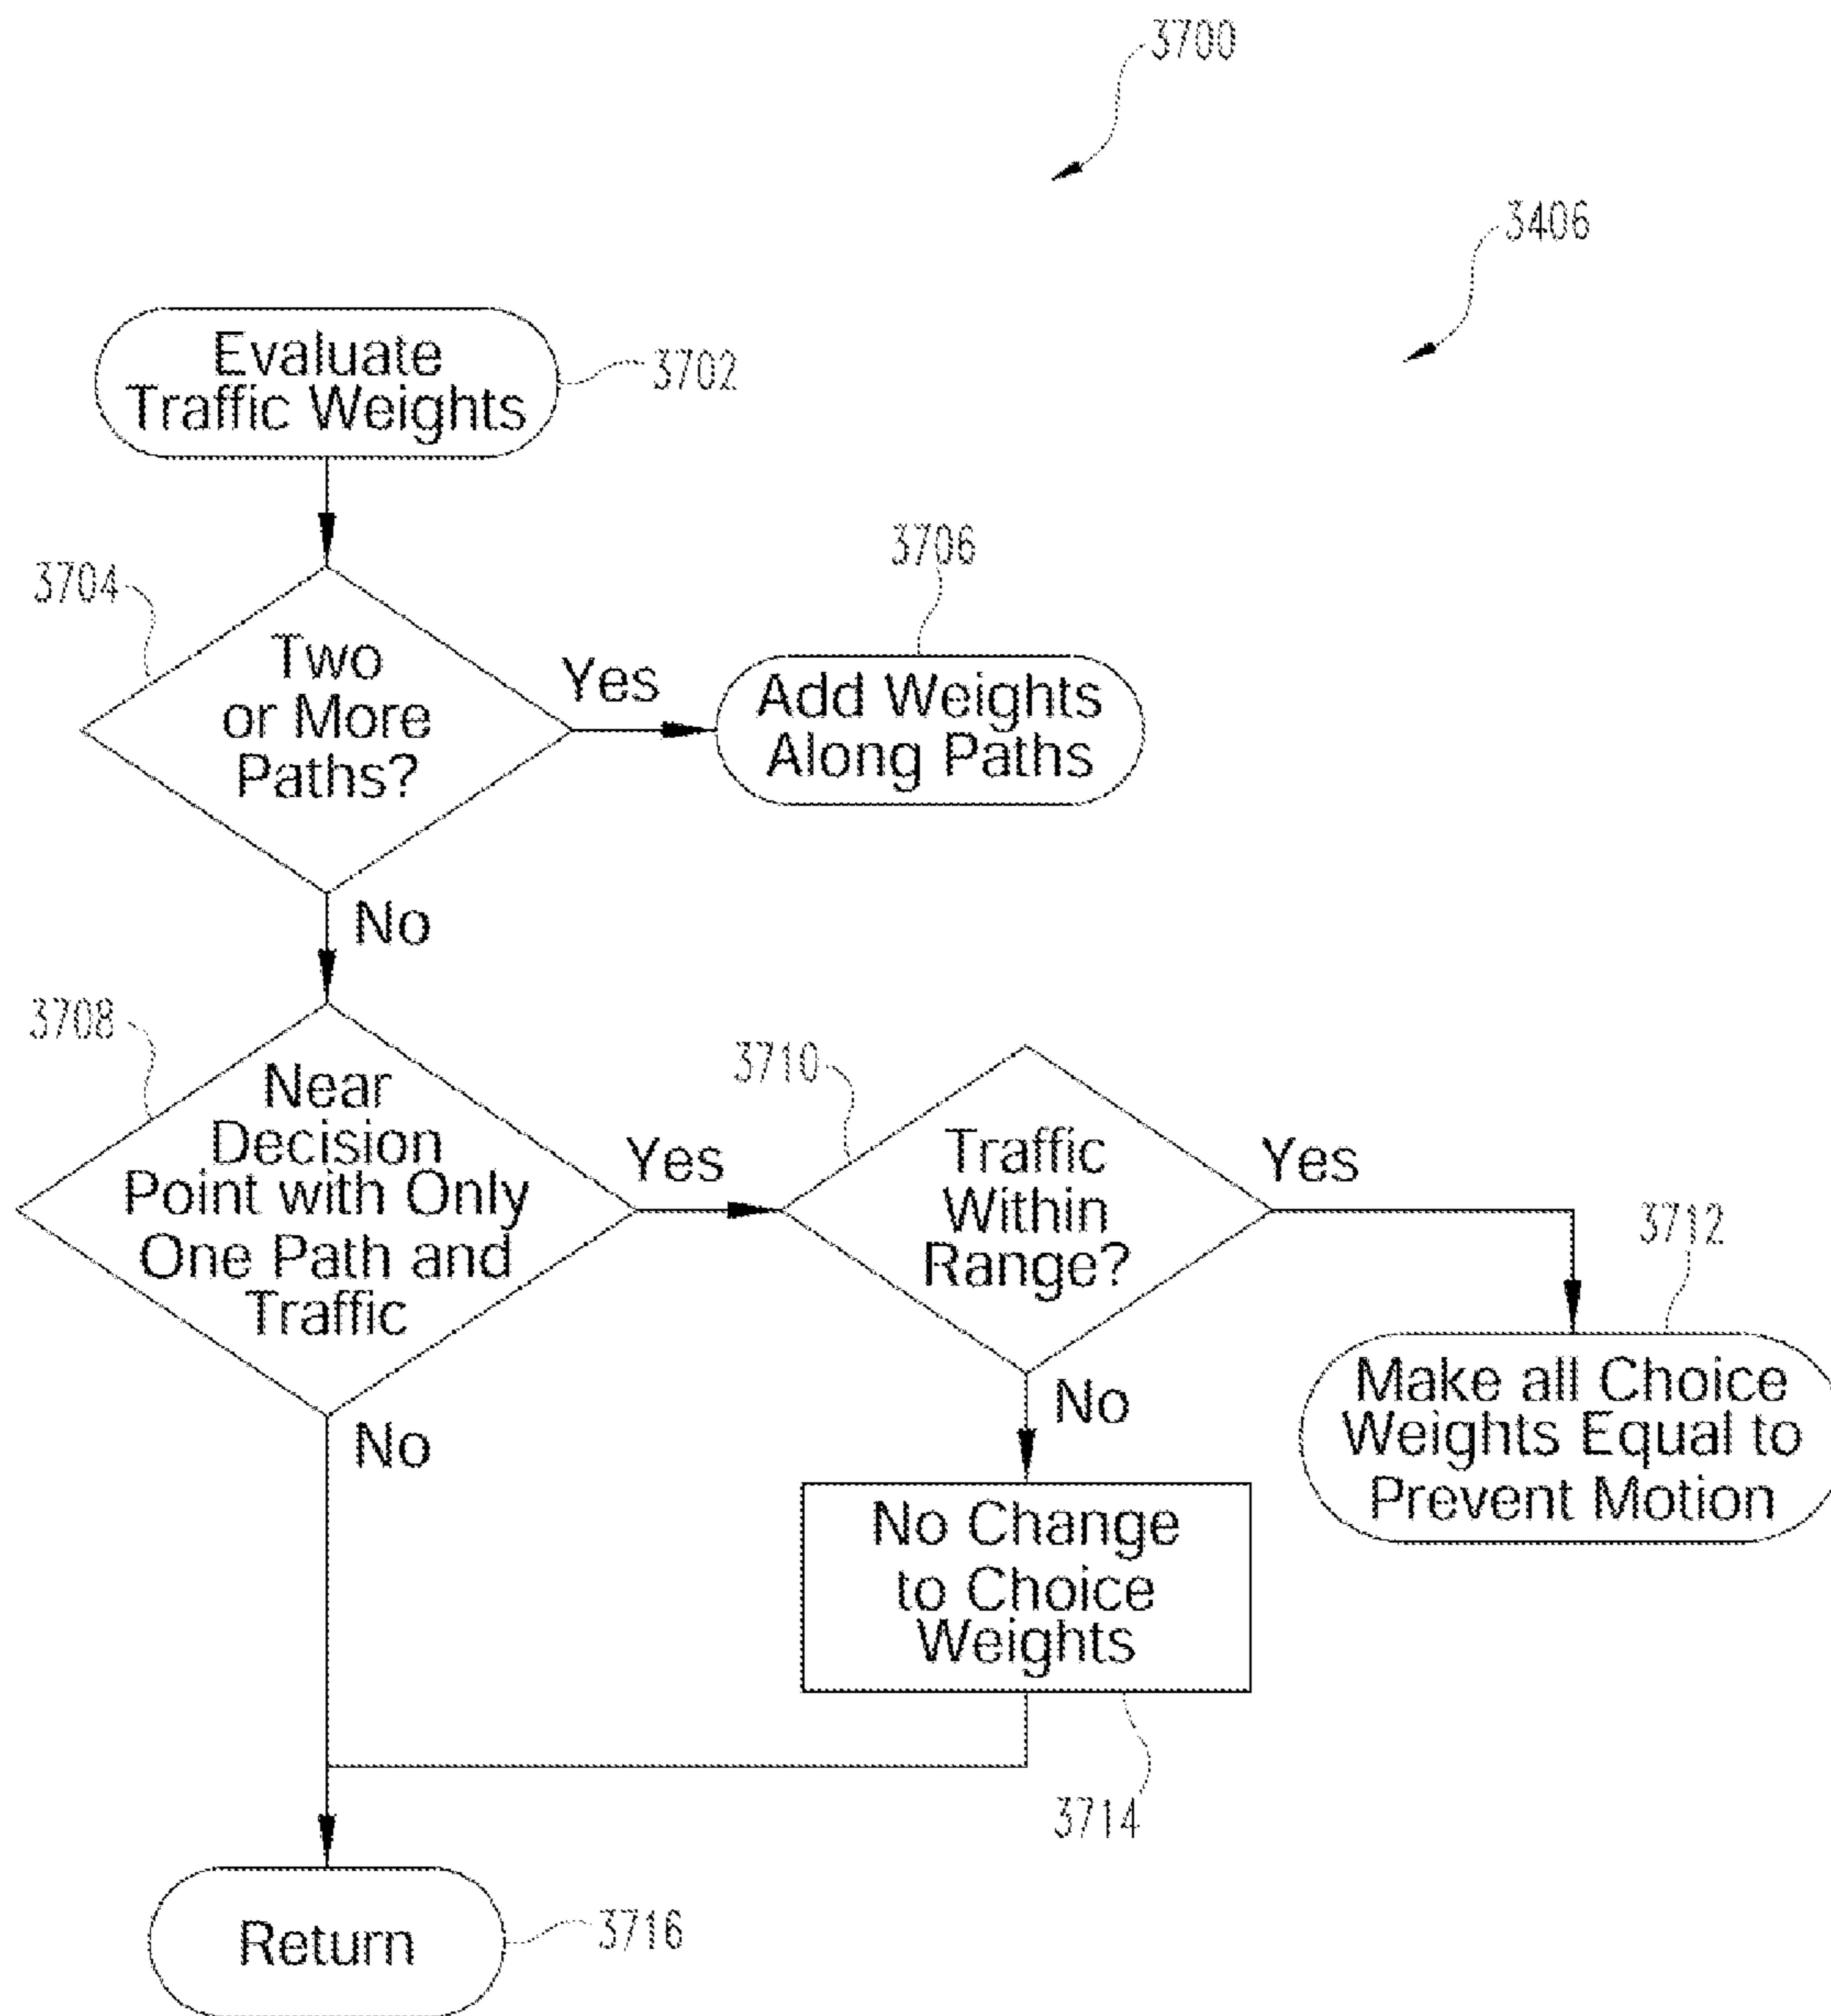 3700
3406
Evaluate
Traffic Weights
3702
3704
Two
or More
Paths?
Yes
3706
Add Weights
Along Paths
No
3708
Near
Decision
Point with Only
One Path and
Traffic
Yes
3710
Traffic
Within
Range?
Yes
3712
Make all Choice
Weights Equal to
Prevent Motion
No
No
No Change
to Choice
Weights
3714
Return
3716